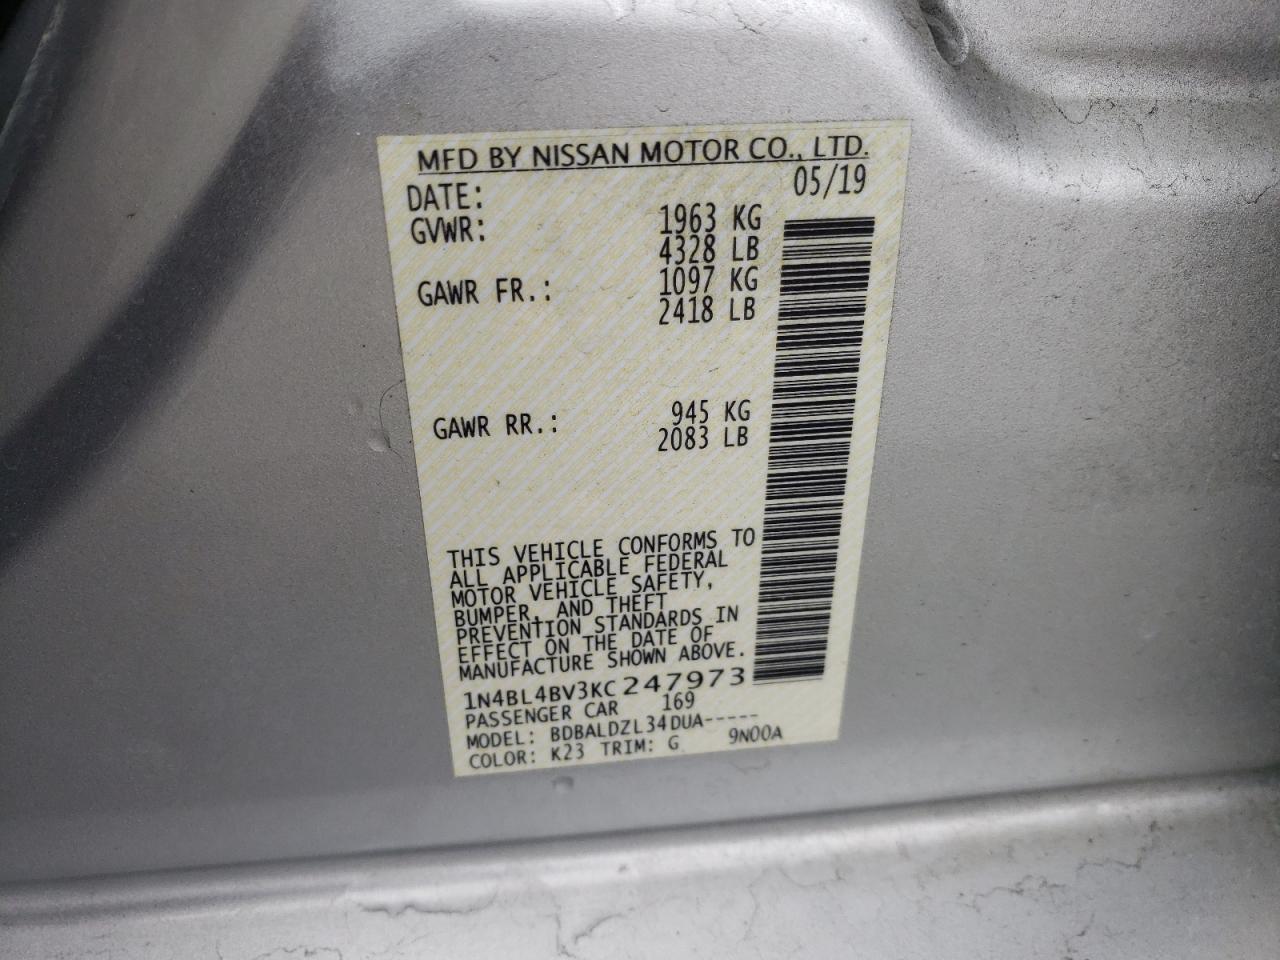 MFD BY NISSAN MOTOR CO., LTD.
DATE: 05/19
GVWR: 1963 KG
4328 LB
GAWR FR.: 1097 KG
2418 LB
GAWR RR.: 945 KG
2083 LB
THIS VEHICLE CONFORMS TO
ALL APPLICABLE FEDERAL
MOTOR VEHICLE SAFETY,
BUMPER, AND THEFT
PREVENTION STANDARDS IN
EFFECT ON THE DATE OF
MANUFACTURE SHOWN ABOVE.
1N4BL4BV3KC247973
PASSENGER CAR 169
MODEL: BDBALDZL34DUA-----
COLOR: K23 TRIM: G 9N00A